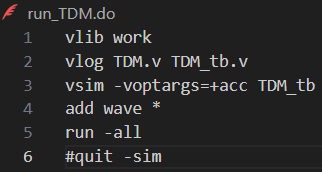 run_TDM.do
1 vlib work
2 vlog TDM.v TDM_tb.v
3 vsim -voptargs=+acc TDM_tb
4 add wave *
5 run -all
6 #quit -sim